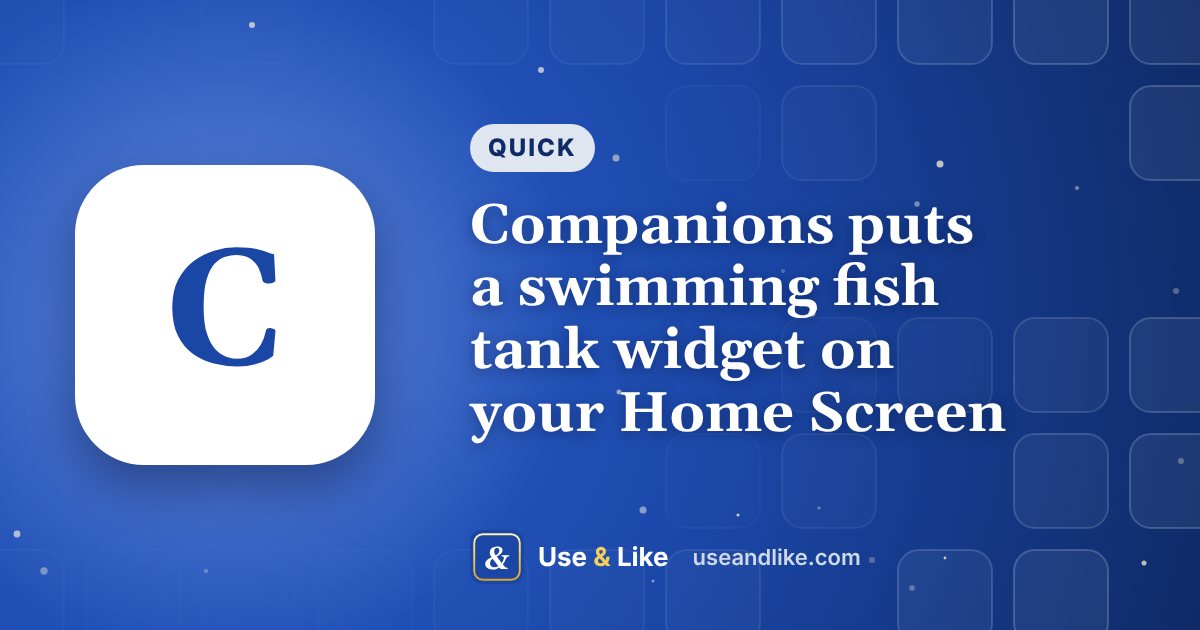 C
QUICK
Companions puts
a swimming fish
tank widget on
your Home Screen
& Use & Like useandlike.com